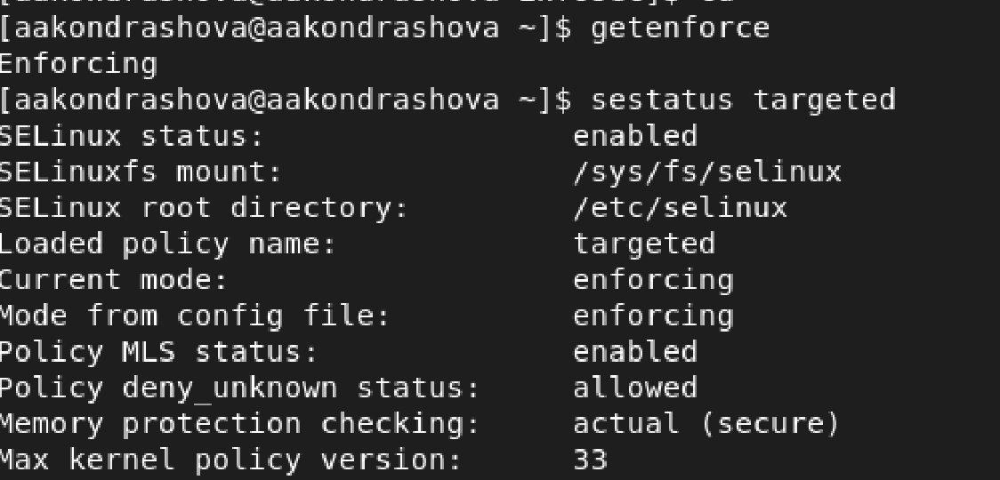 [aakondrashova@aakondrashova ~]$ getenforce
Enforcing
[aakondrashova@aakondrashova ~]$ sestatus targeted
SELinux status:                 enabled
SELinuxfs mount:                /sys/fs/selinux
SELinux root directory:         /etc/selinux
Loaded policy name:             targeted
Current mode:                   enforcing
Mode from config file:          enforcing
Policy MLS status:              enabled
Policy deny_unknown status:     allowed
Memory protection checking:     actual (secure)
Max kernel policy version:      33